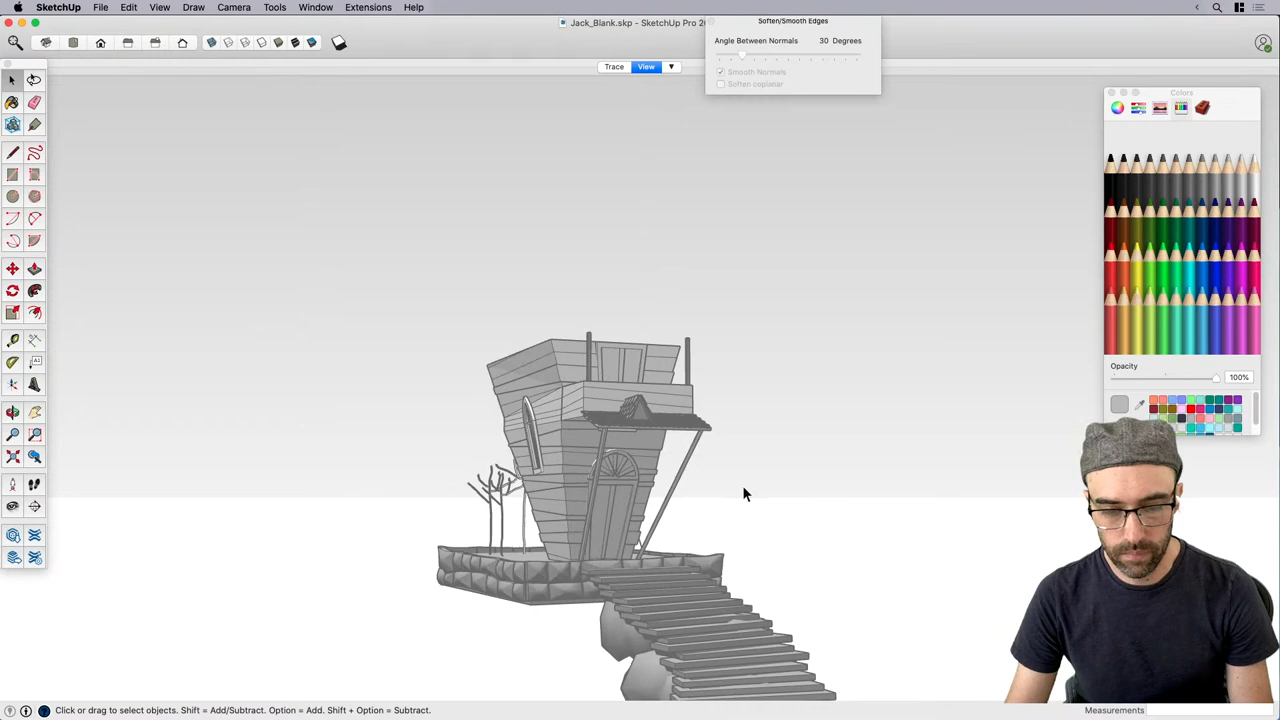 SketchUp File Edit View Draw Camera Tools Window Extensions Help
Jack_Blank.skp - SketchUp Pro
Soften/Smooth Edges
Angle Between Normals 30 Degrees
Smooth Normals
Soften coplanar
Trace View
Colors
Opacity
100%
Click or drag to select objects. Shift = Add/Subtract. Option = Add. Shift + Option = Subtract.
Measurements